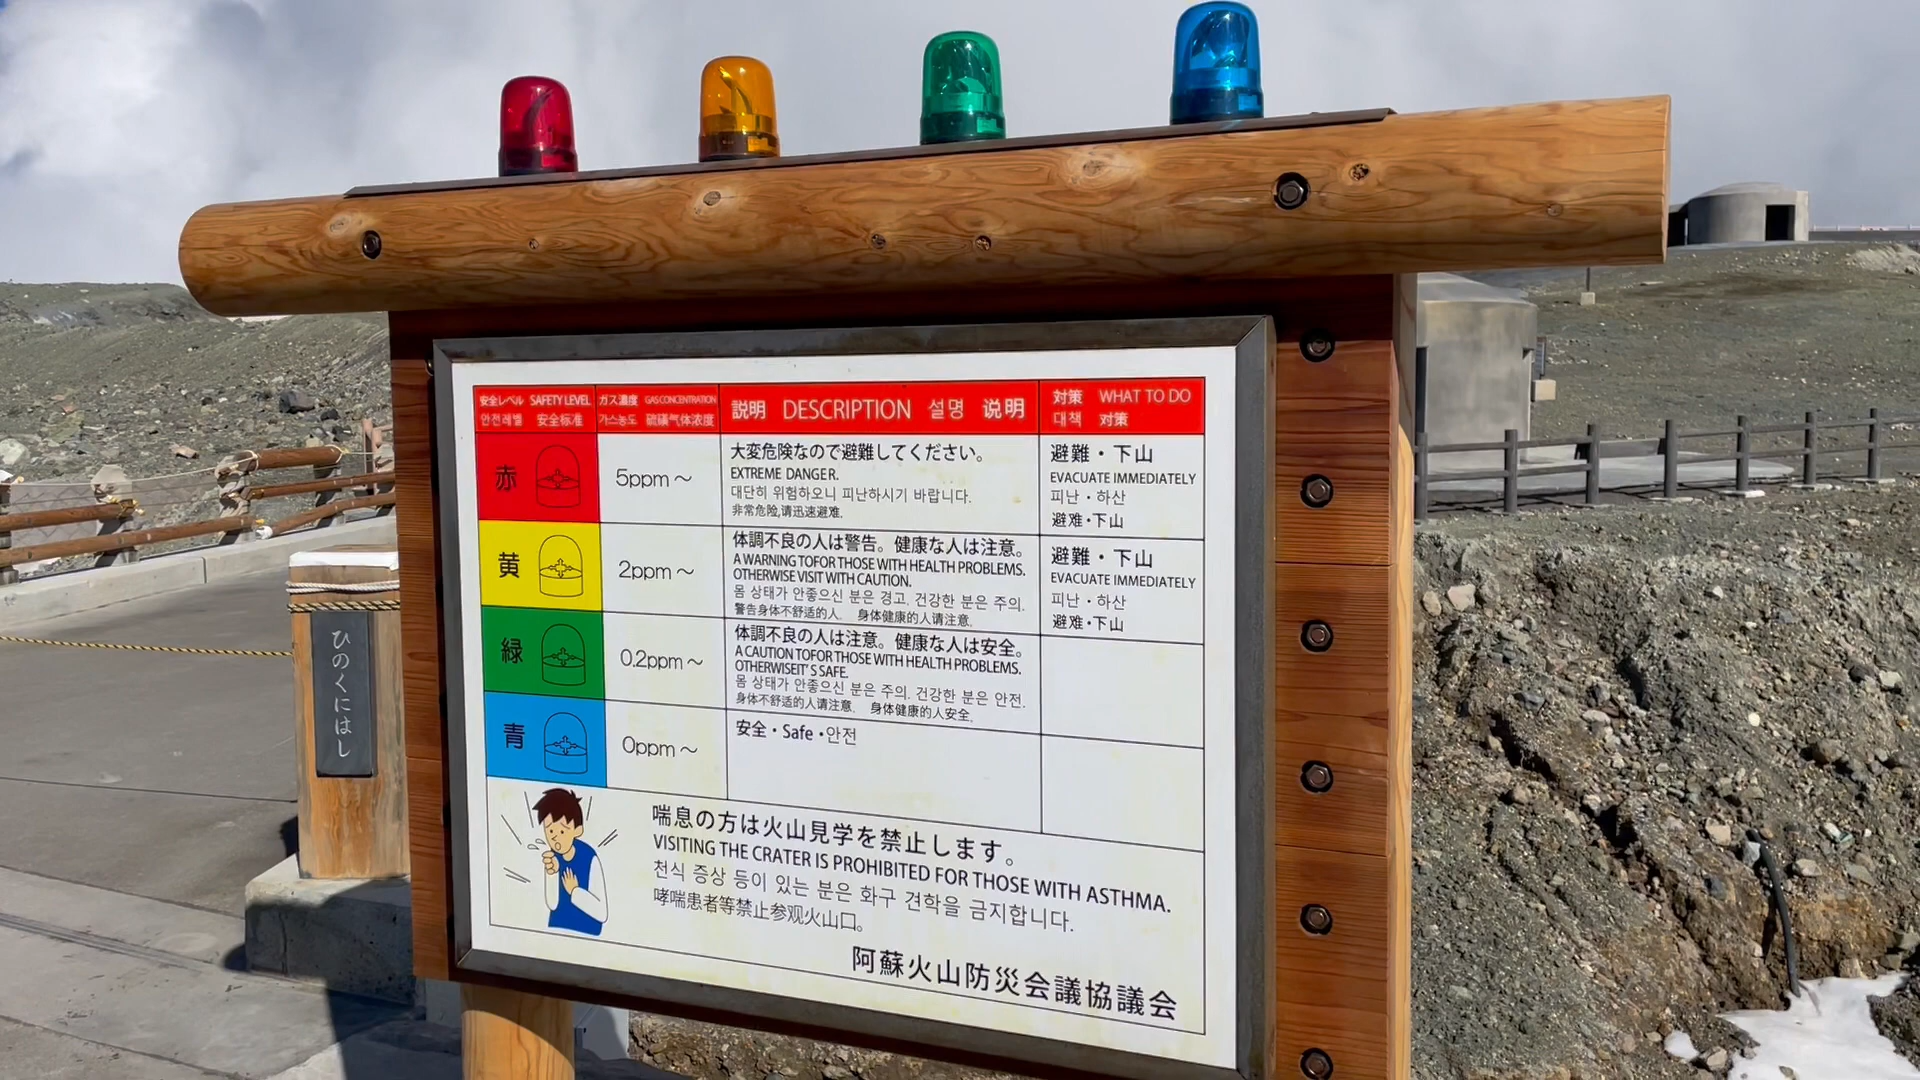 安全レベル SAFETY LEVEL
안전레벨 安全标准
ガス濃度 GAS CONCENTRATION
가스농도 硫磺气体浓度
説明 DESCRIPTION 설명 说明
対策 WHAT TO DO
대책 对策
赤
5ppm～
大変危険なので避難してください。
EXTREME DANGER.
대단히 위험하오니 피난하시기 바랍니다.
非常危险,请迅速避难.
避難・下山
EVACUATE IMMEDIATELY
피난・하산
避难・下山
黄
2ppm～
体調不良の人は警告。健康な人は注意。
A WARNING TOFOR THOSE WITH HEALTH PROBLEMS.
OTHERWISE VISIT WITH CAUTION.
몸 상태가 안좋으신 분은 경고. 건강한 분은 주의.
警告身体不舒适的人. 身体健康的人请注意.
避難・下山
EVACUATE IMMEDIATELY
피난・하산
避难・下山
緑
0.2ppm～
体調不良の人は注意。健康な人は安全。
A CAUTION TOFOR THOSE WITH HEALTH PROBLEMS.
OTHERWISEIT'S SAFE.
몸 상태가 안좋으신 분은 주의. 건강한 분은 안전.
身体不舒适的人请注意. 身体健康的人安全.
青
0ppm～
安全・Safe・안전
喘息の方は火山見学を禁止します。
VISITING THE CRATER IS PROHIBITED FOR THOSE WITH ASTHMA.
천식 증상 등이 있는 분은 화구 견학을 금지합니다.
哮喘患者等禁止参观火山口。
阿蘇火山防災会議協議会
ひのくにはし